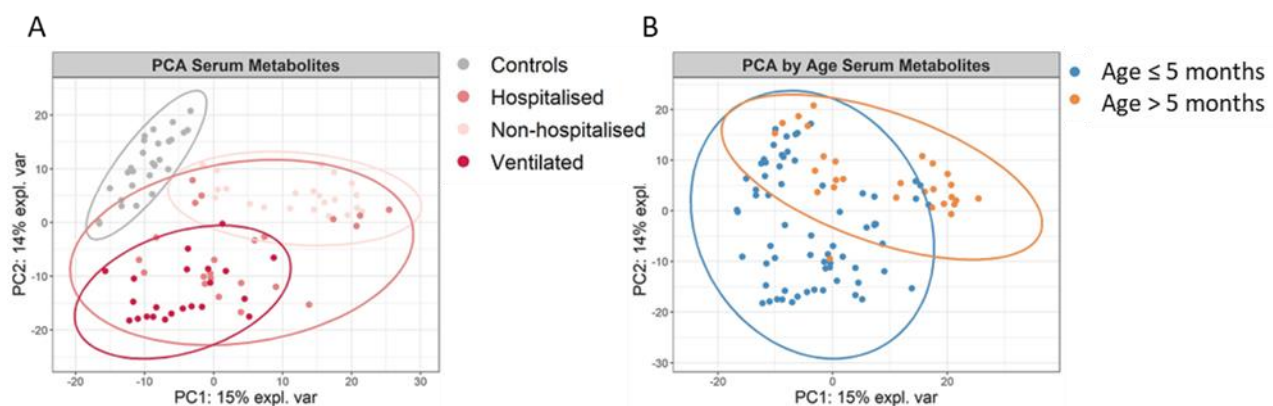 A
PCA Serum Metabolites
20
10
0
-10
-20
-20
-10
0
10
20
30
PC2: 14% expl. var
PC1: 15% expl. var
Controls
Hospitalised
Non-hospitalised
Ventilated
B
PCA by Age Serum Metabolites
20
10
0
-10
-20
-30
-20
0
20
PC2: 14% expl. var
PC1: 15% expl. var
Age ≤ 5 months
Age > 5 months